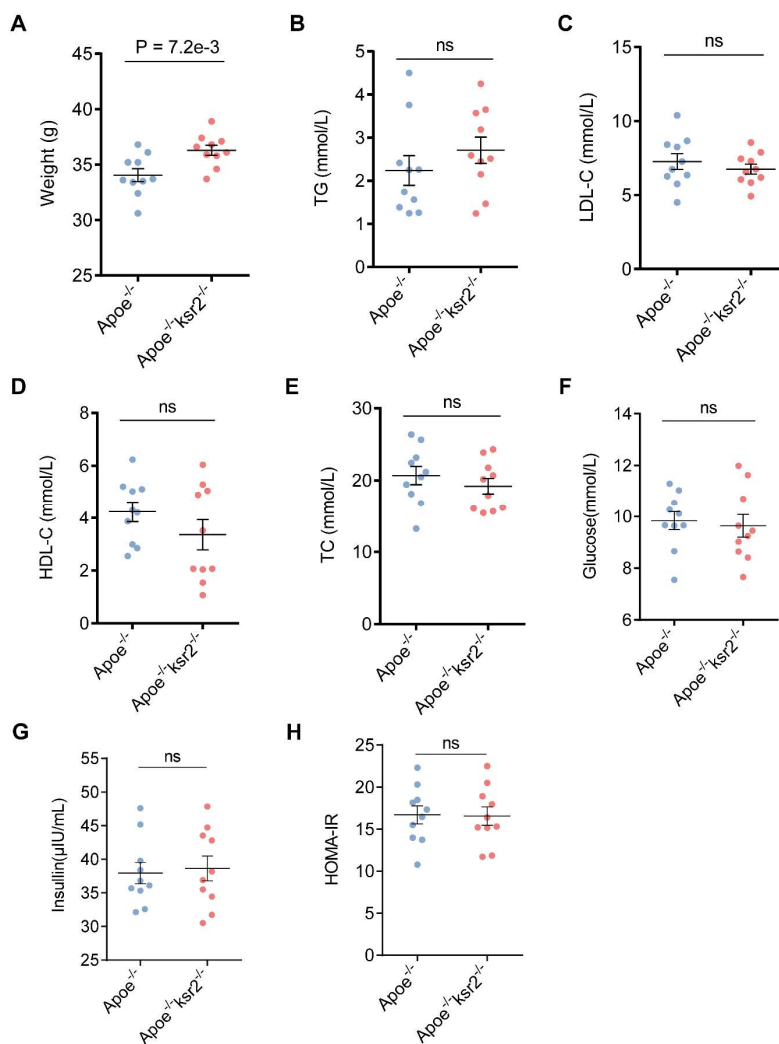 A
P = 7.2e-3
Weight (g)
45
40
35
30
25
Apoe⁻/⁻
Apoe⁻/⁻ksr2⁻/⁻
B
ns
TG (mmol/L)
5
4
3
2
1
0
Apoe⁻/⁻
Apoe⁻/⁻ksr2⁻/⁻
C
ns
LDL-C (mmol/L)
15
10
5
0
Apoe⁻/⁻
Apoe⁻/⁻ksr2⁻/⁻
D
ns
HDL-C (mmol/L)
8
6
4
2
0
Apoe⁻/⁻
Apoe⁻/⁻ksr2⁻/⁻
E
ns
TC (mmol/L)
30
20
10
0
Apoe⁻/⁻
Apoe⁻/⁻ksr2⁻/⁻
F
ns
Glucose(mmol/L)
14
12
10
8
6
Apoe⁻/⁻
Apoe⁻/⁻ksr2⁻/⁻
G
ns
Insullin(μIU/mL)
55
50
45
40
35
30
25
Apoe⁻/⁻
Apoe⁻/⁻ksr2⁻/⁻
H
ns
HOMA-IR
25
20
15
10
5
0
Apoe⁻/⁻
Apoe⁻/⁻ksr2⁻/⁻